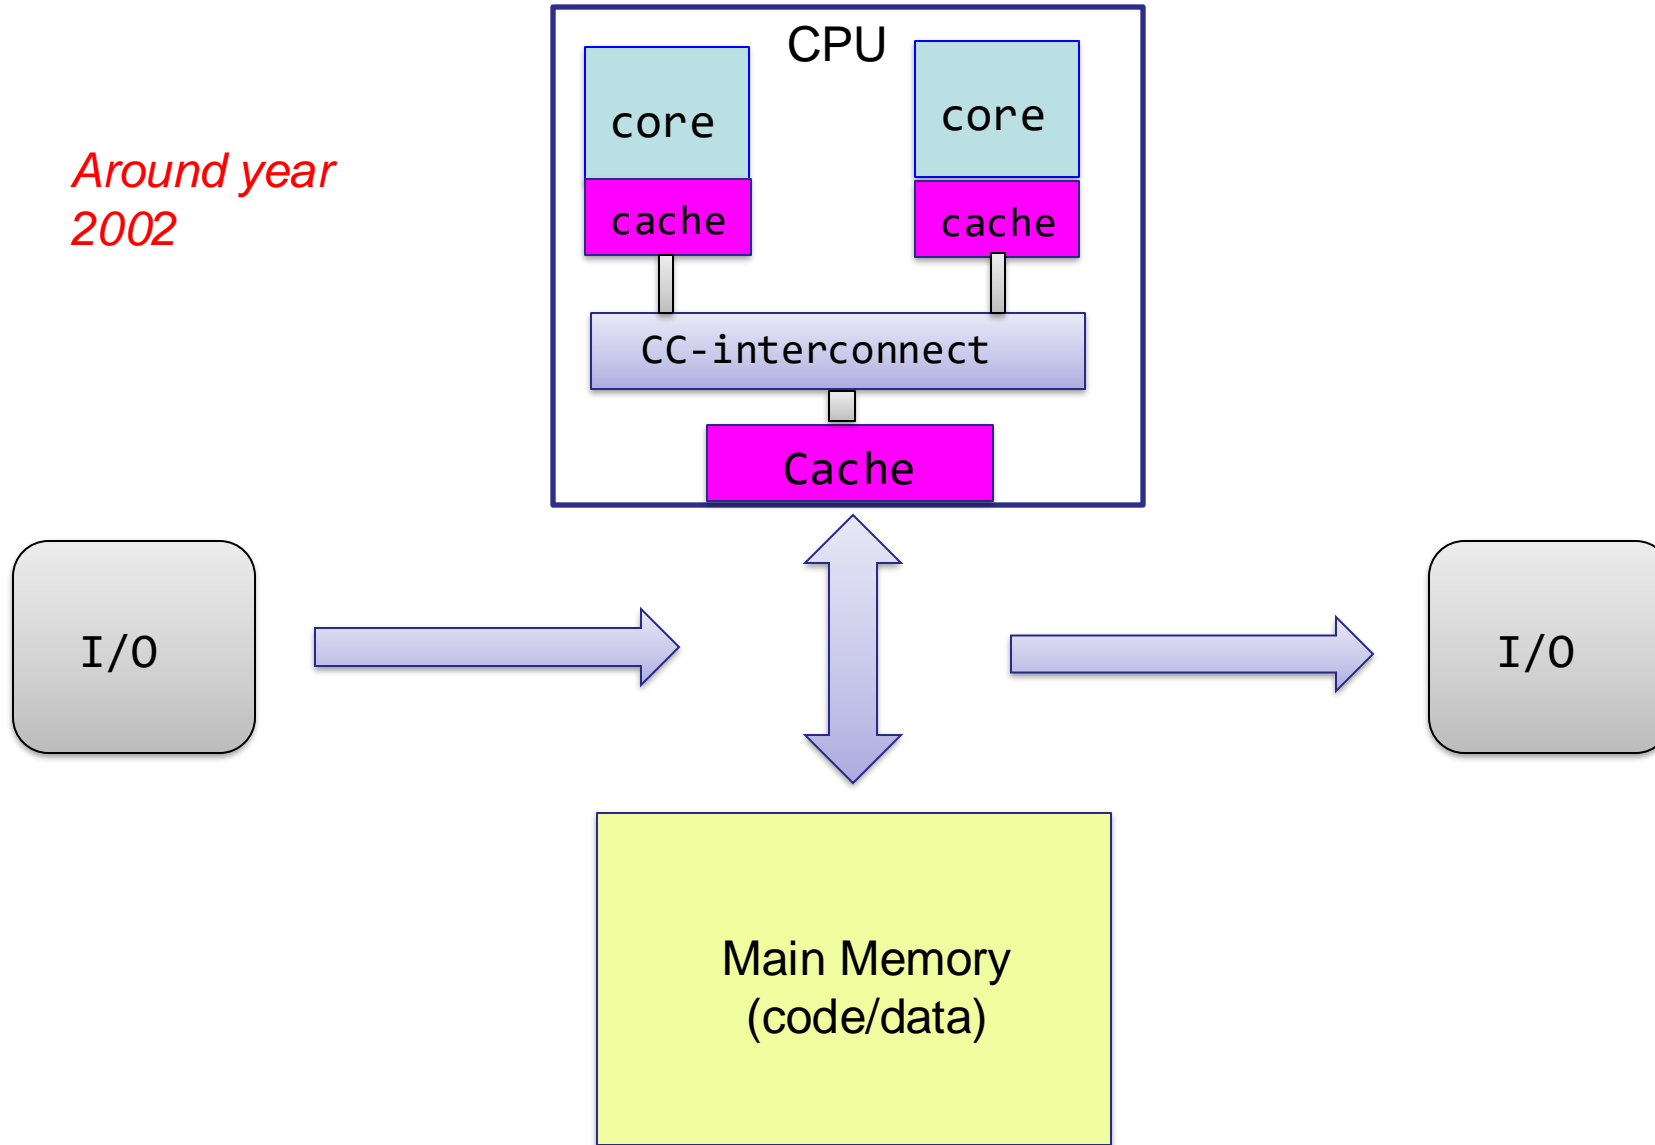 CPU
core
core
Around year
2002
cache
cache
CC-interconnect
Cache
I/O
I/O
Main Memory
(code/data)